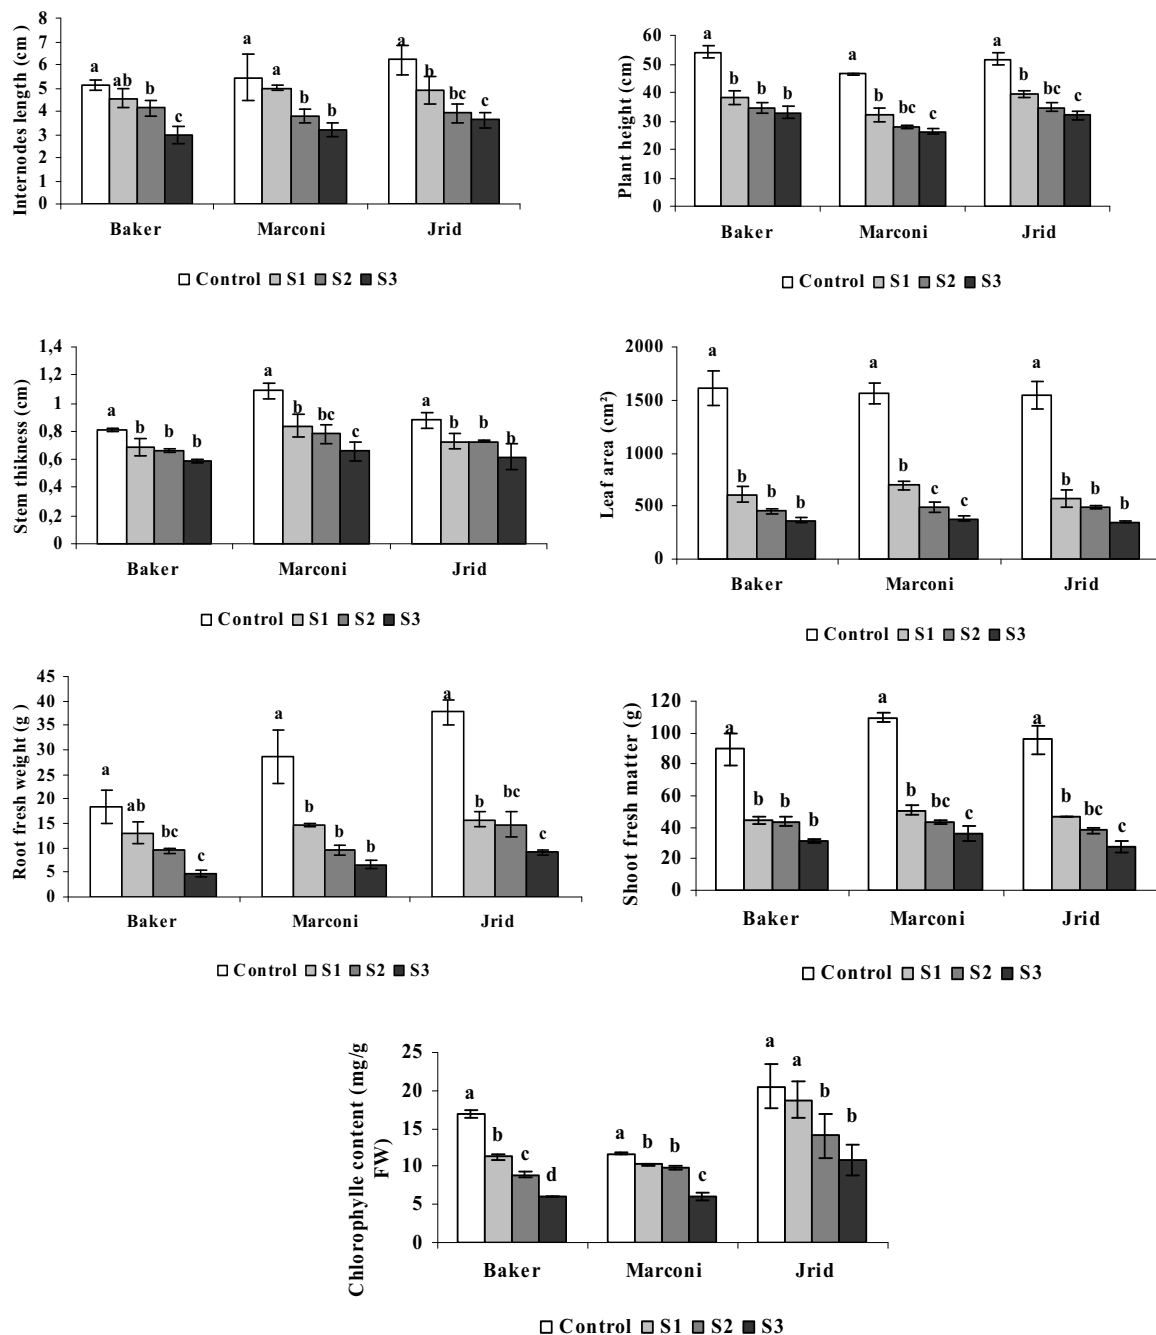 Internodes length (cm )
8
7
6
5
4
3
2
1
0
a ab b c
a a b b
a b bc c
Baker Marconi Jrid
Control S1 S2 S3
Plant height (cm)
60
50
40
30
20
10
0
a b b b
a b bc c
a b bc c
Baker Marconi Jrid
Control S1 S2 S3
Stem thikness (cm)
1,4
1,2
1
0,8
0,6
0,4
0,2
0
a b b b
a b bc c
a b b b
Baker Marconi Jrid
Control S1 S2 S3
Leaf area (cm²)
2000
1500
1000
500
0
a b b b
a b c c
a b b b
Baker Marconi Jrid
Control S1 S2 S3
Root fresh weight (g )
45
40
35
30
25
20
15
10
5
0
a ab bc c
a b b b
a b bc c
Baker Marconi Jrid
Control S1 S2 S3
Shoot fresh matter (g)
120
100
80
60
40
20
0
a b b c
a b bc c
a b bc c
Baker Marconi Jrid
Control S1 S2 S3
Chlorophylle content (mg/g
FW)
25
20
15
10
5
0
a b c d
a b b c
a a b b
Baker Marconi Jrid
Control S1 S2 S3